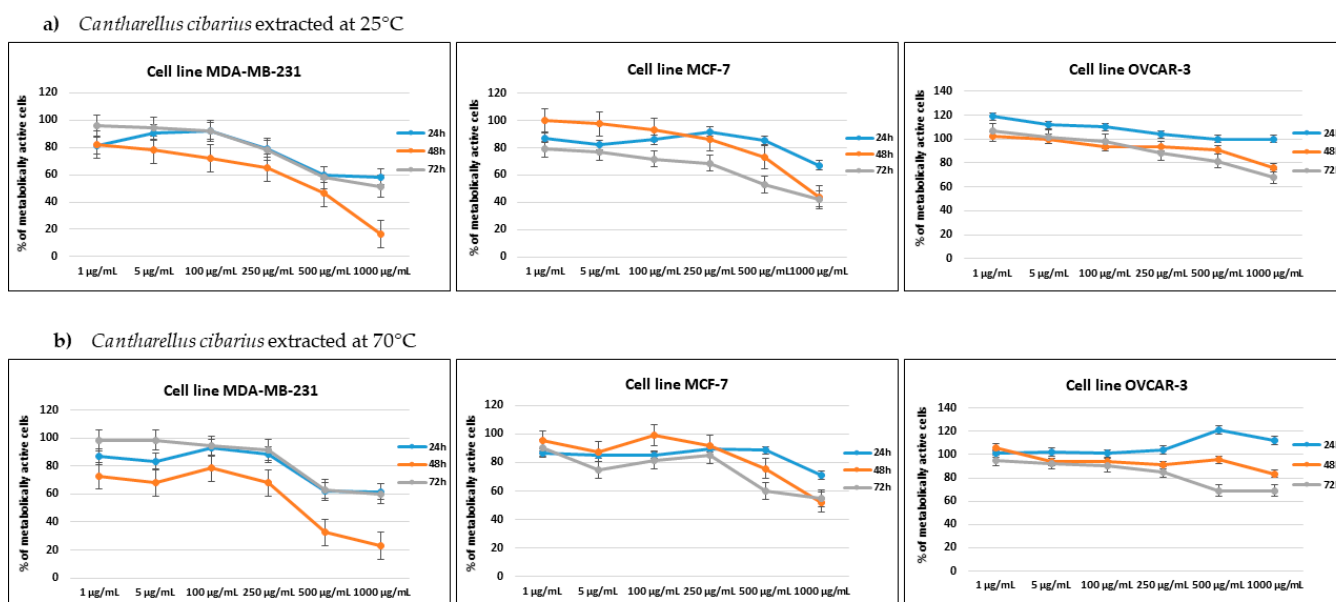 a) Cantharellus cibarius extracted at 25°C
Cell line MDA-MB-231
% of metabolically active cells
120
100
80
60
40
20
0
1 µg/mL 5 µg/mL 100 µg/mL 250 µg/mL 500 µg/mL 1000 µg/mL
24h
48h
72h
Cell line MCF-7
% of metabolically active cells
120
100
80
60
40
20
0
1 µg/mL 5 µg/mL 100 µg/mL 250 µg/mL 500 µg/mL 1000 µg/mL
24h
48h
72h
Cell line OVCAR-3
% of metabolically active cells
140
120
100
80
60
40
20
0
1 µg/mL 5 µg/mL 100 µg/mL 250 µg/mL 500 µg/mL 1000 µg/mL
24h
48h
72h
b) Cantharellus cibarius extracted at 70°C
Cell line MDA-MB-231
% of metabolically active cells
120
100
80
60
40
20
0
1 µg/mL 5 µg/mL 100 µg/mL 250 µg/mL 500 µg/mL 1000 µg/mL
24h
48h
72h
Cell line MCF-7
% of metabolically active cells
120
100
80
60
40
20
0
1 µg/mL 5 µg/mL 100 µg/mL 250 µg/mL 500 µg/mL 1000 µg/mL
24h
48h
72h
Cell line OVCAR-3
% of metabolically active cells
140
120
100
80
60
40
20
0
1 µg/mL 5 µg/mL 100 µg/mL 250 µg/mL 500 µg/mL 1000 µg/mL
24h
48h
72h